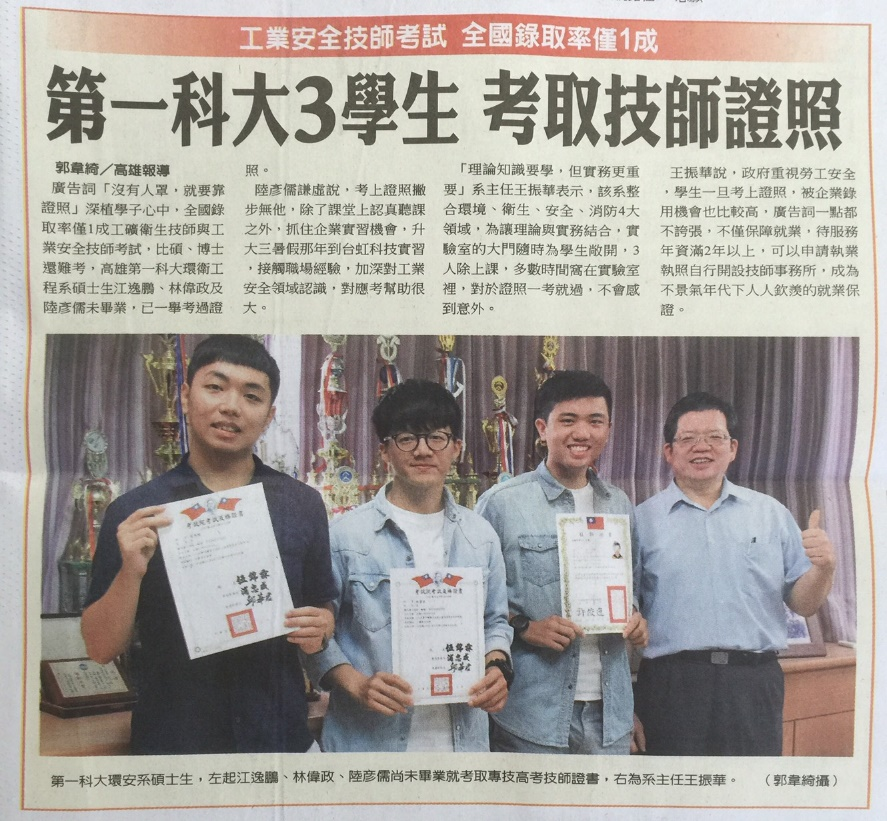 工業安全技師考試 全國錄取率僅1成
第一科大3學生 考取技師證照
郭韋綺／高雄報導
廣告詞「沒有人罩，就要靠
證照」深植學子心中，全國錄
取率僅1成工礦衛生技師與工
業安全技師考試，比碩、博士
還難考，高雄第一科大環衛工
程系碩士生江逸鵬、林偉政及
陸彥儒未畢業，已一舉考過證
照。
陸彥儒謙虛說，考上證照撇
步無他，除了課堂上認真聽課
之外，抓住企業實習機會，升
大三暑假那年到台虹科技實習
，接觸職場經驗，加深對工業
安全領域認識，對應考幫助很
大。
「理論知識要學，但實務更重
要」系主任王振華表示，該系整
合環境、衛生、安全、消防4大
領域，為讓理論與實務結合，實
驗室的大門隨時為學生敞開，3
人除上課，多數時間窩在實驗室
裡，對於證照一考就過，不會感
到意外。
王振華說，政府重視勞工安全
，學生一旦考上證照，被企業錄
用機會也比較高，廣告詞一點都
不誇張，不僅保障就業，待服務
年資滿2年以上，可以申請執業
執照自行開設技師事務所，成為
不景氣年代下人人欽羨的就業保
證。
考試院考試及格證書
考試院考試及格證書
第一科大環安系碩士生，左起江逸鵬、林偉政、陸彥儒尚未畢業就考取專技高考技師證書，右為系主任王振華。 （郭韋綺攝）